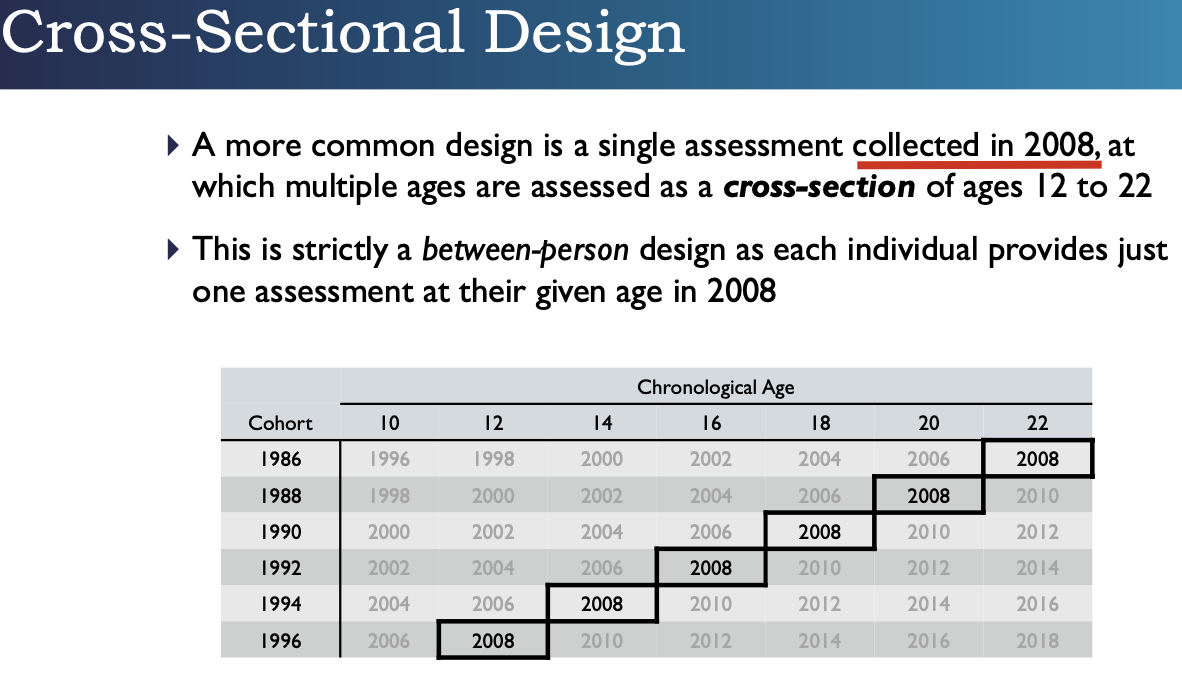 Cross-Sectional Design
A more common design is a single assessment collected in 2008, at
which multiple ages are assessed as a cross-section of ages 12 to 22
This is strictly a between-person design as each individual provides just
one assessment at their given age in 2008
Chronological Age
Cohort 10 12 14 16 18 20 22
1986 1996 1998 2000 2002 2004 2006 2008
1988 1998 2000 2002 2004 2006 2008 2010
1990 2000 2002 2004 2006 2008 2010 2012
1992 2002 2004 2006 2008 2010 2012 2014
1994 2004 2006 2008 2010 2012 2014 2016
1996 2006 2008 2010 2012 2014 2016 2018